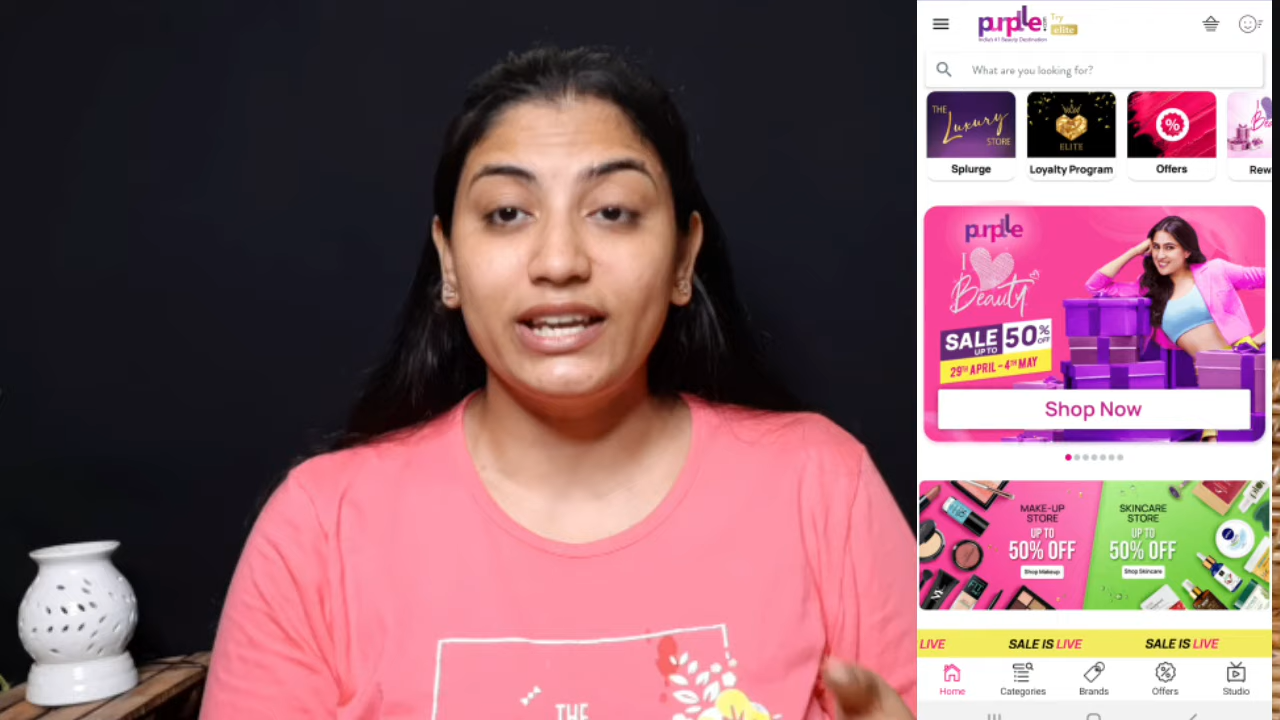 THE
purplle
.com
Try
elite
India's #1 Beauty Destination
What are you looking for?
THE
Luxury
STORE
ELITE
%
Splurge
Loyalty Program
Offers
Rew
purplle
I
Beauty
SALE UPTO 50% OFF
29TH APRIL - 4TH MAY
Shop Now
MAKE-UP
STORE
UP TO
50% OFF
Shop Makeup
SKINCARE
STORE
UP TO
50% OFF
Shop Skincare
LIVE
SALE IS LIVE
SALE IS LIVE
Home
Categories
Brands
Offers
Studio